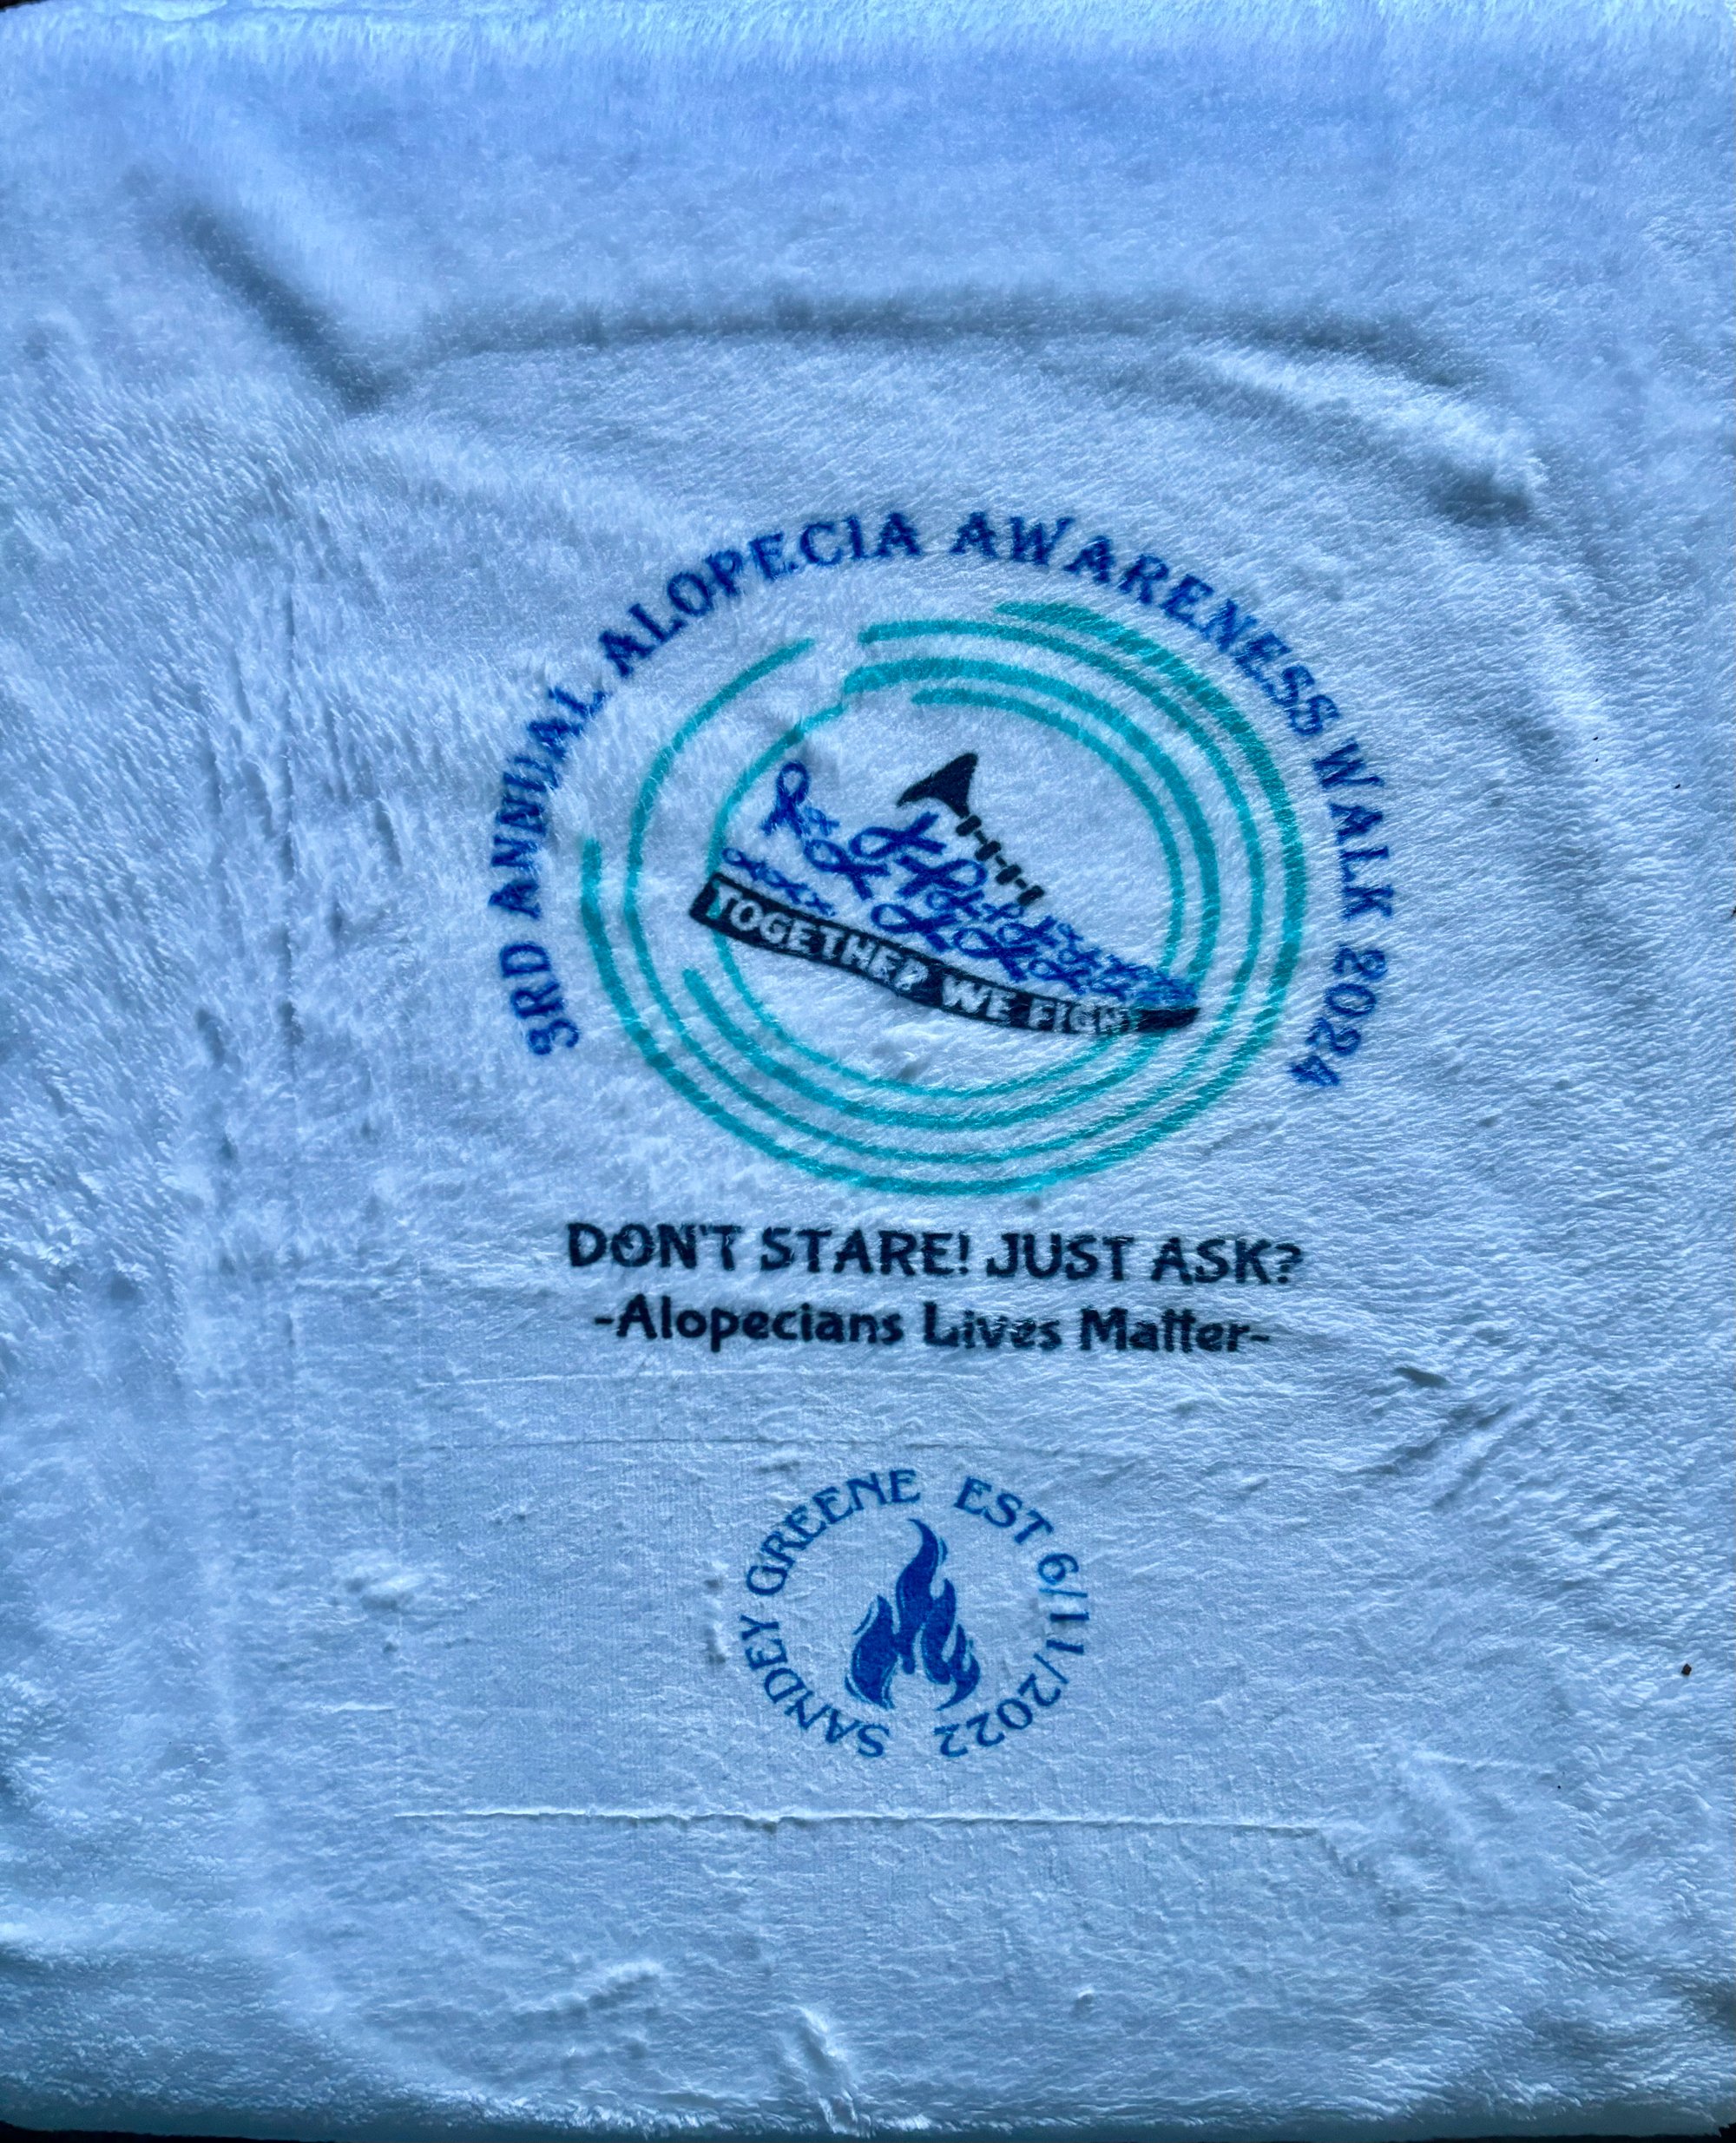 3RD ANNUAL ALOPECIA AWARENESS WALK 2024
TOGETHER WE FIGHT
DON'T STARE! JUST ASK?
-Alopecians Lives Matter-
SANDEY GREENE EST 6/11/2022